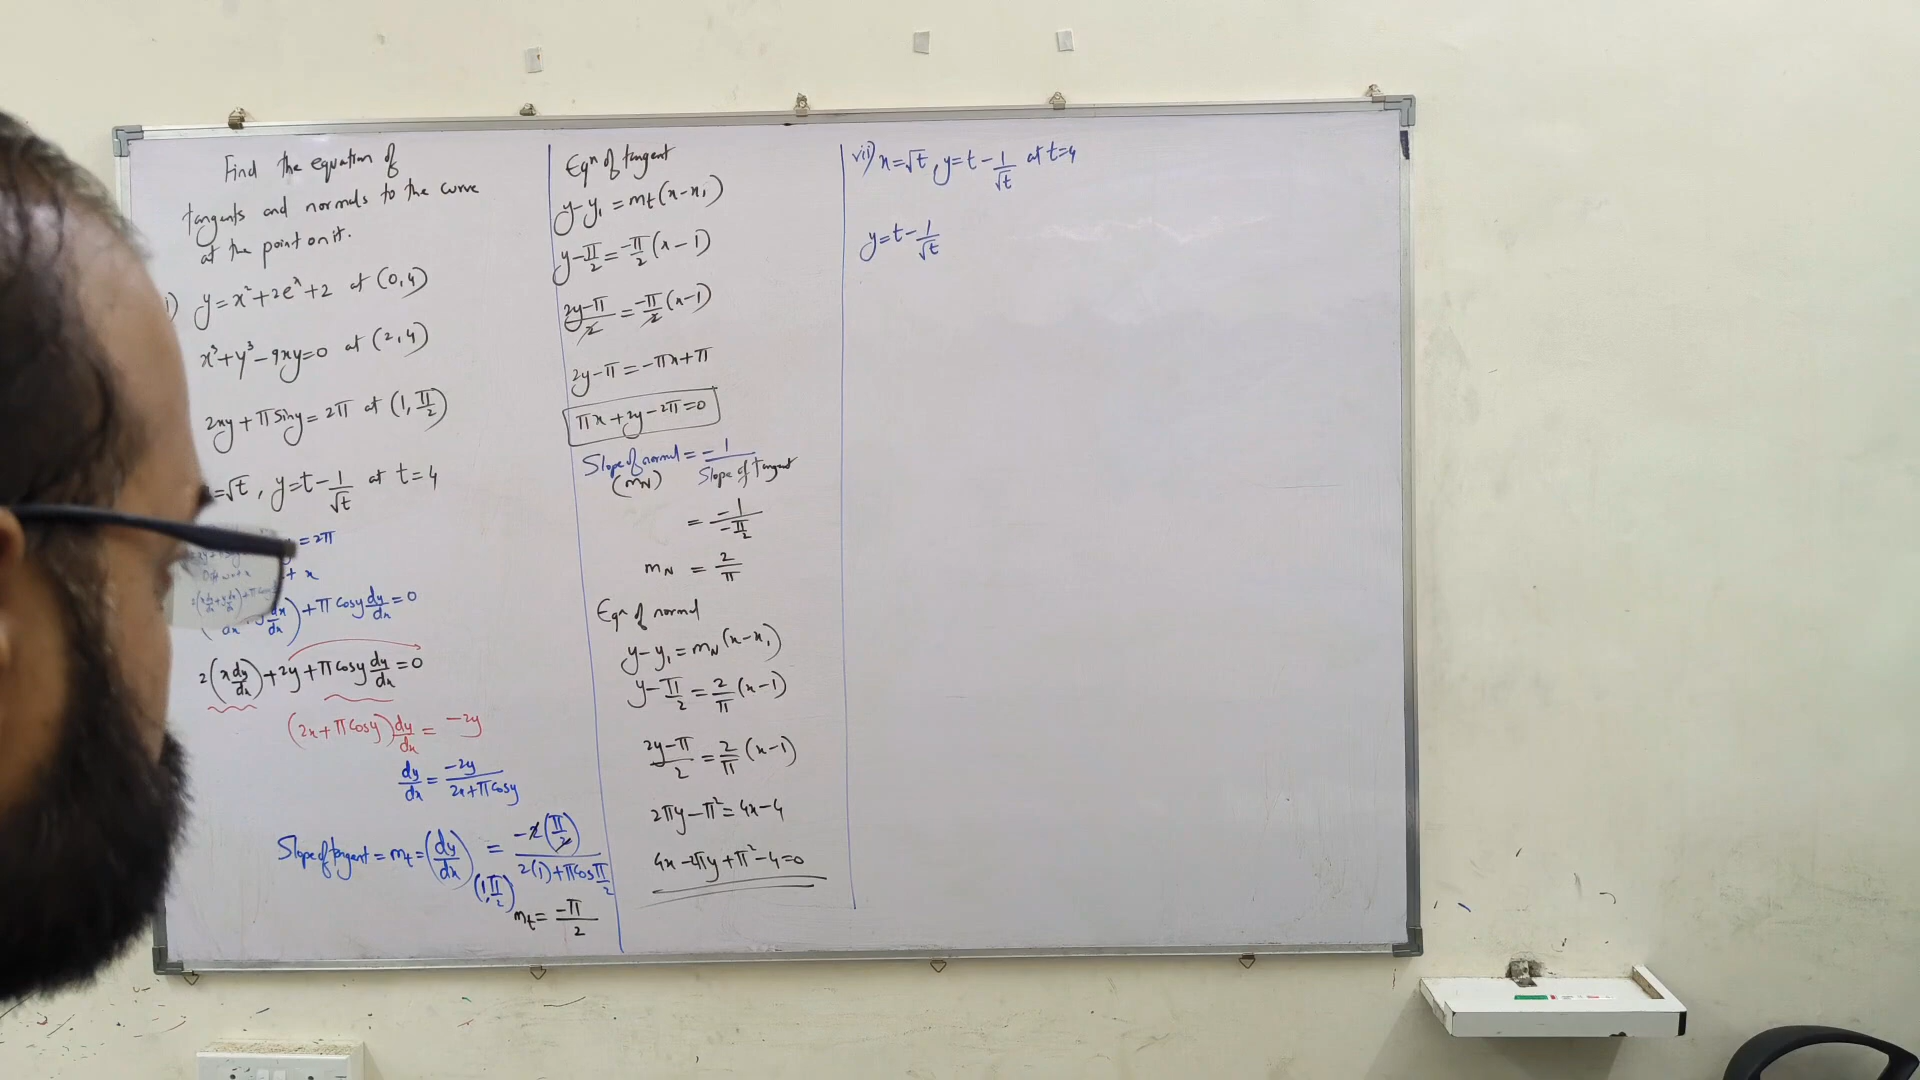 Find the equation of
tangents and normals to the curve
at the point on it.
) y=x²+2eˣ+2 at (0,4)
x³+y³-9xy=0 at (2,4)
2xy+π siny=2π at (1, π/2)
=√t, y=t-1/√t at t=4
=2π
+ x
dy/dx)+π cosy dy/dx=0
2(x dy/dx)+2y+π cosy dy/dx=0
(2x+π cosy) dy/dx = -2y
dy/dx = -2y/(2x+π cosy)
Slope of tangent = mt = (dy/dx)(1, π/2) = -2(π/2)/(2(1)+π cos π/2)
mt = -π/2
Eqⁿ of tangent
y-y₁ = mt(x-x₁)
y-π/2 = -π/2 (x-1)
(2y-π)/2 = -π/2 (x-1)
2y-π = -πx+π
πx+2y-2π=0
Slope of normal = -1/Slope of tangent
(mN)
= -1/(-π/2)
mN = 2/π
Eqⁿ of normal
y-y₁ = mN(x-x₁)
y-π/2 = 2/π (x-1)
(2y-π)/2 = 2/π (x-1)
2πy-π² = 4x-4
4x-2πy+π²-4=0
vii) x=√t, y=t-1/√t at t=4
y=t-1/√t